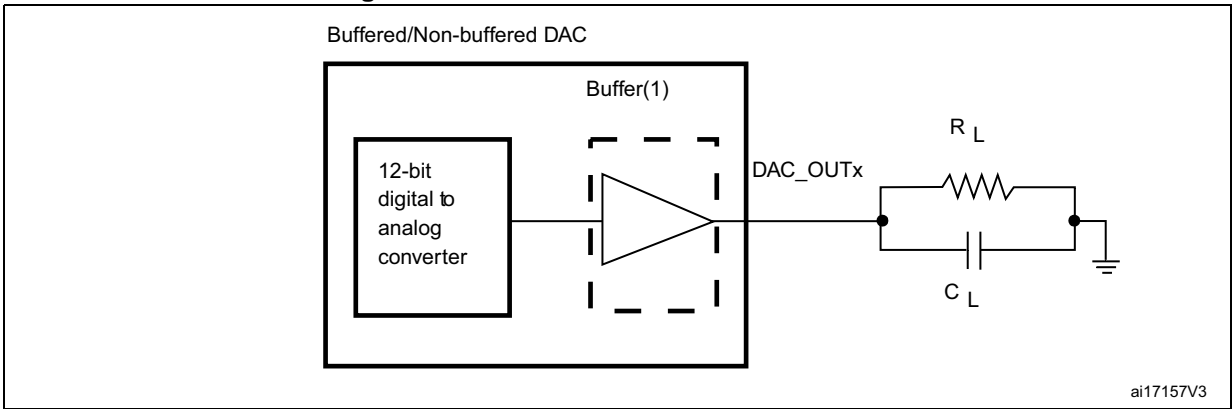 Buffered/Non-buffered DAC
Buffer(1)
12-bit
digital to
analog
converter
DAC_OUTx
R L
C L
ai17157V3